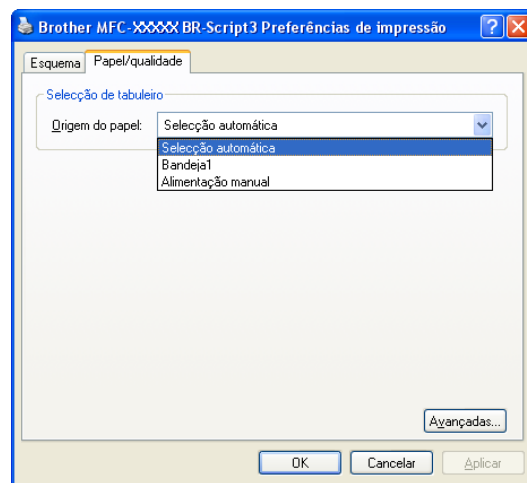 Brother MFC-XXXXX BR-Script3 Preferências de impressão
Esquema Papel/qualidade
Selecção de tabuleiro
Origem do papel: Selecção automática
Selecção automática
Bandeja1
Alimentação manual
Avançadas...
OK Cancelar Aplicar